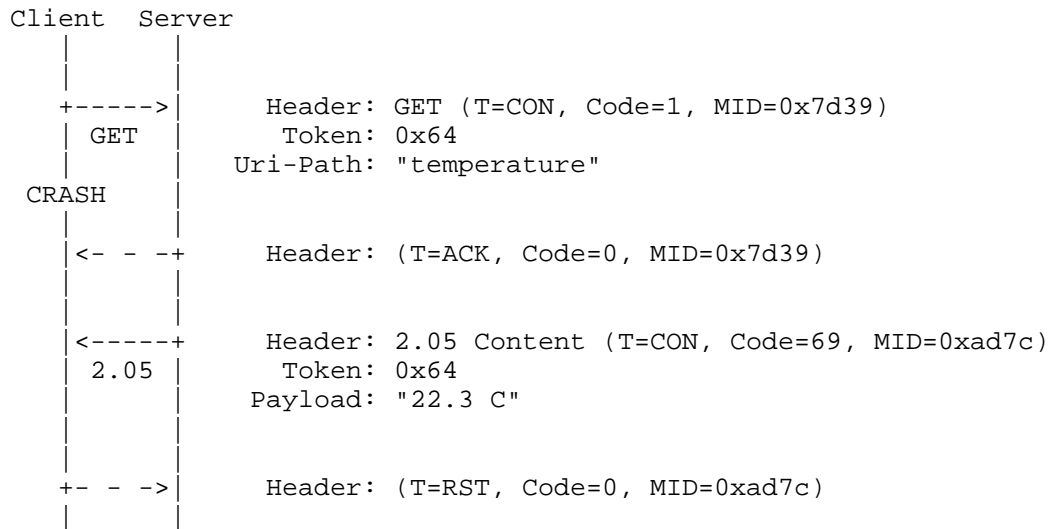 Client Server
Header: GET (T=CON, Code=1, MID=0x7d39)
GET Token: 0x64
Uri-Path: "temperature"
CRASH
Header: (T=ACK, Code=0, MID=0x7d39)
Header: 2.05 Content (T=CON, Code=69, MID=0xad7c)
2.05 Token: 0x64
Payload: "22.3 C"
Header: (T=RST, Code=0, MID=0xad7c)